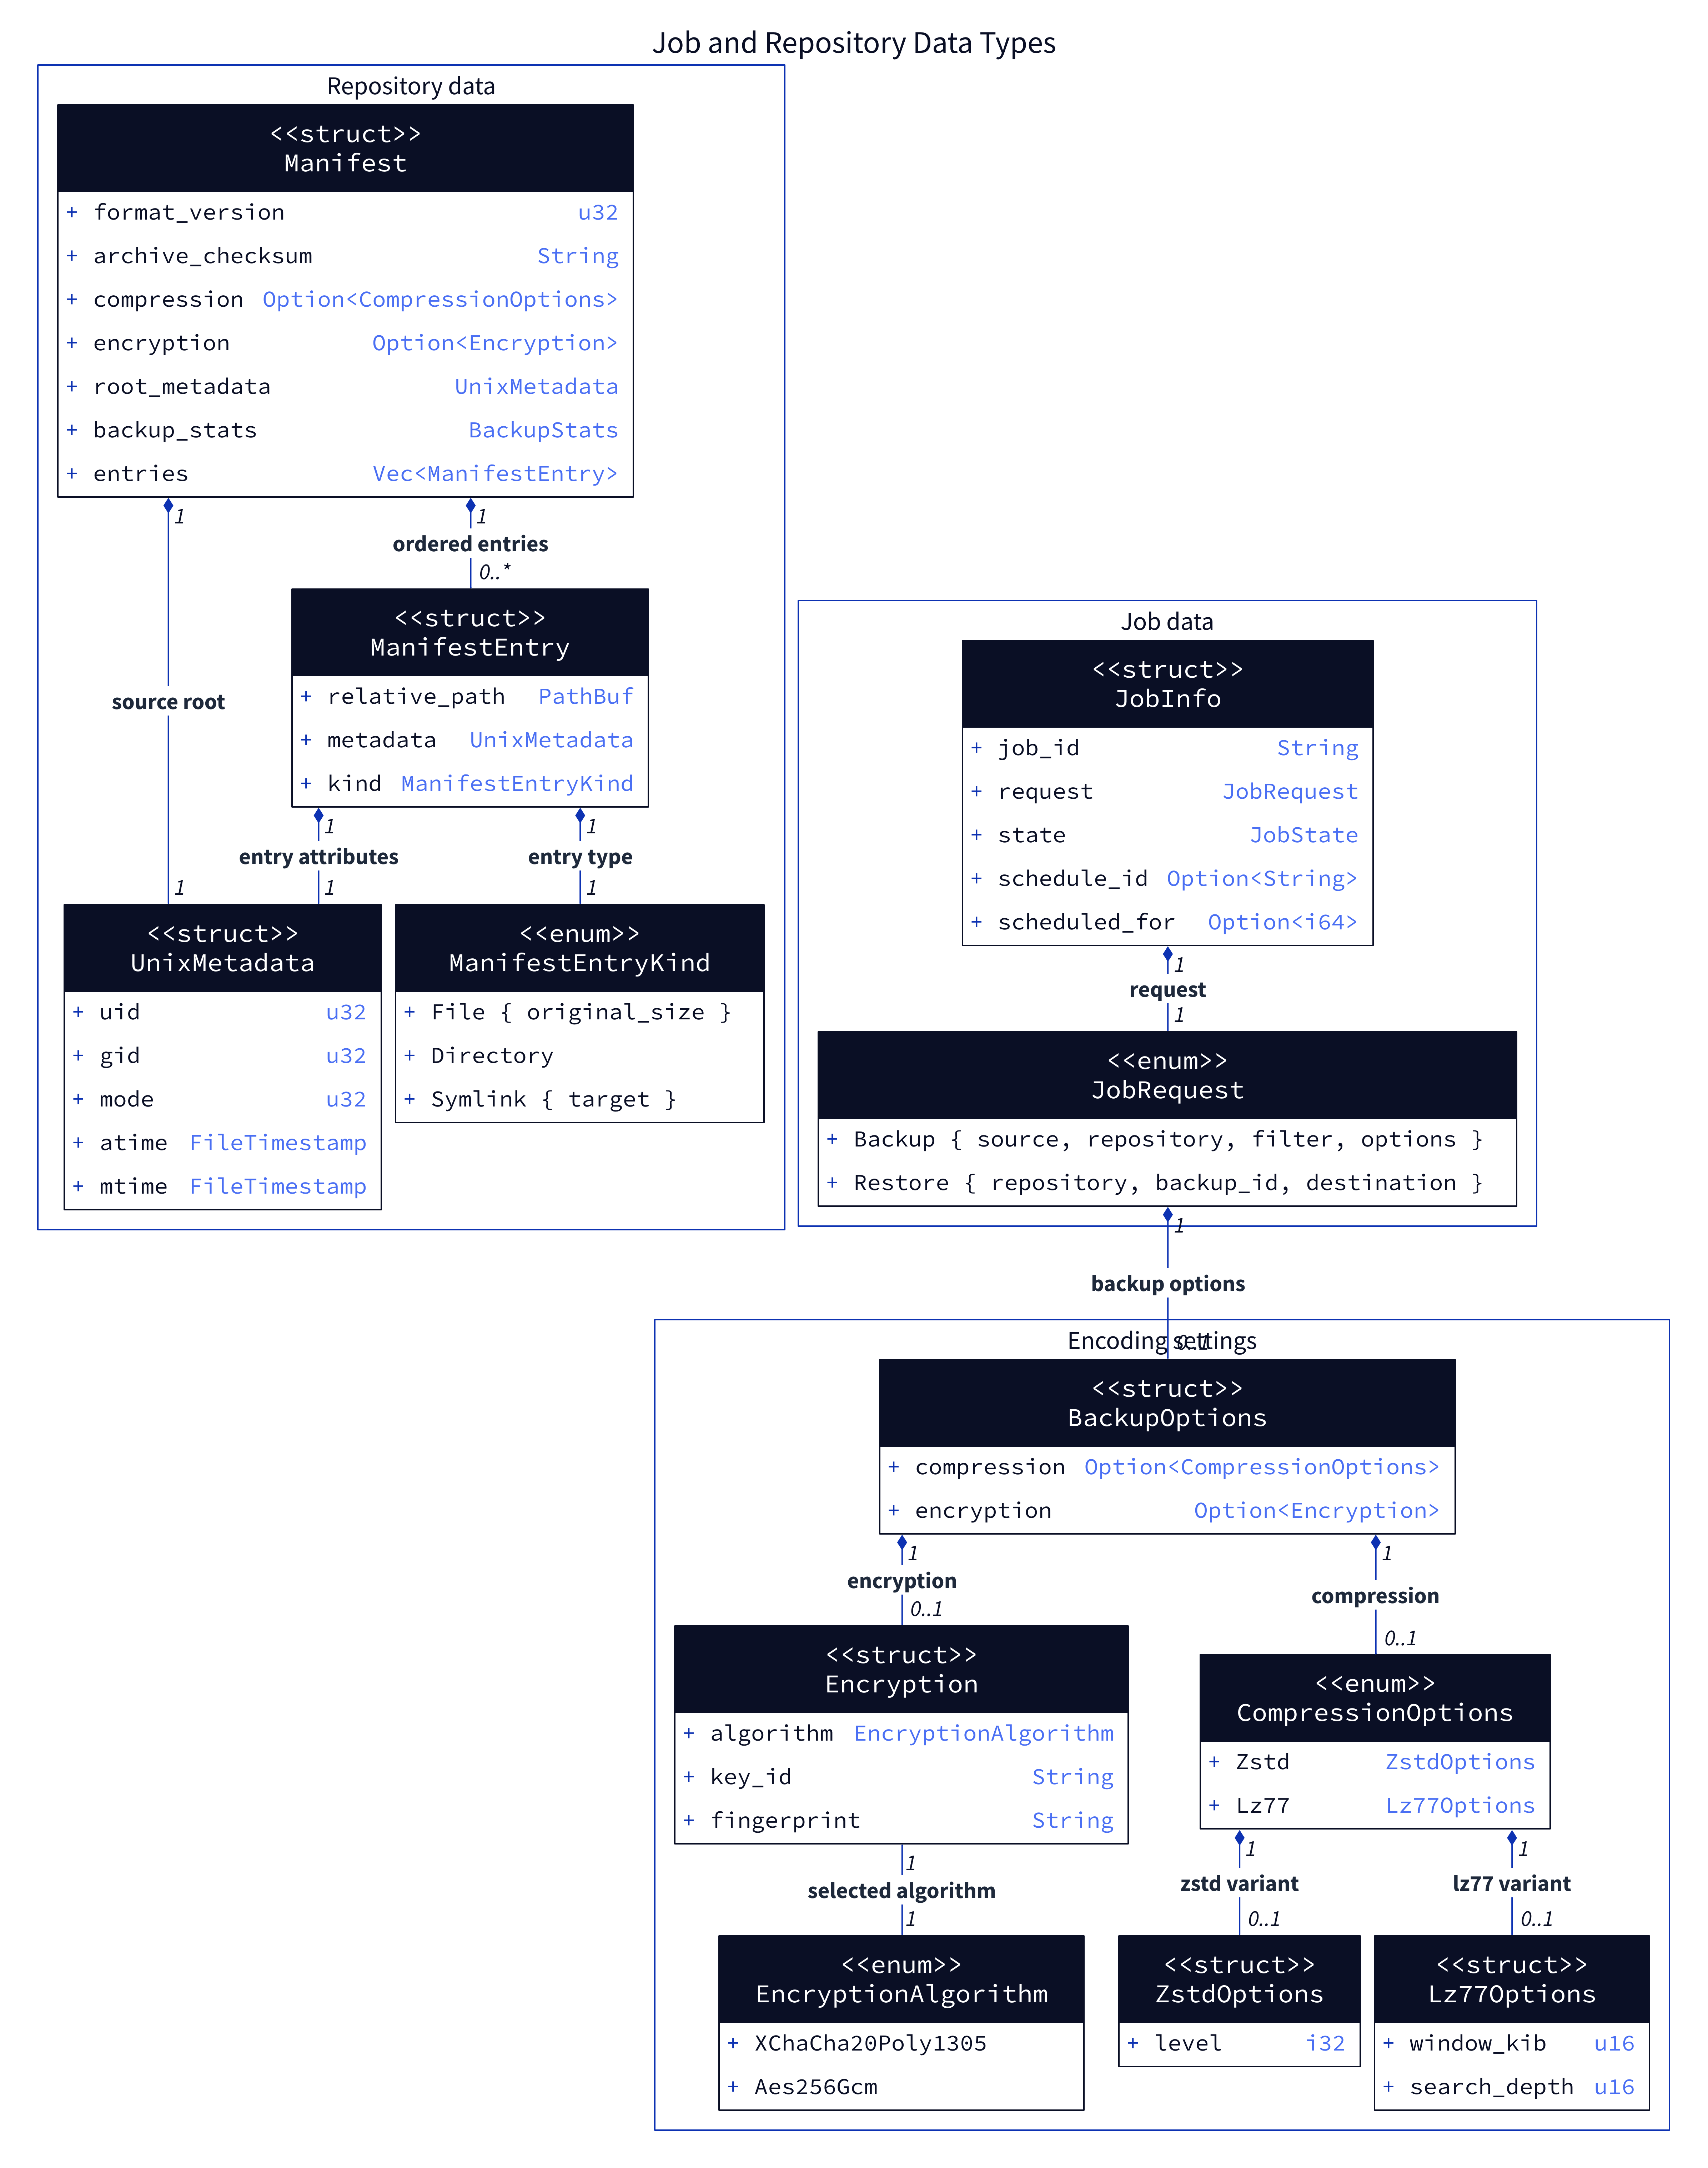 Job and Repository Data Types
Repository data
<<struct>>
Manifest
+ format_version u32
+ archive_checksum String
+ compression Option<CompressionOptions>
+ encryption Option<Encryption>
+ root_metadata UnixMetadata
+ backup_stats BackupStats
+ entries Vec<ManifestEntry>
1 1
ordered entries
0..*
<<struct>>
ManifestEntry
+ relative_path PathBuf
+ metadata UnixMetadata
+ kind ManifestEntryKind
source root
1 1
entry attributes entry type
1 1 1
<<struct>>
UnixMetadata
+ uid u32
+ gid u32
+ mode u32
+ atime FileTimestamp
+ mtime FileTimestamp
<<enum>>
ManifestEntryKind
+ File { original_size }
+ Directory
+ Symlink { target }
Job data
<<struct>>
JobInfo
+ job_id String
+ request JobRequest
+ state JobState
+ schedule_id Option<String>
+ scheduled_for Option<i64>
1
request
1
<<enum>>
JobRequest
+ Backup { source, repository, filter, options }
+ Restore { repository, backup_id, destination }
1
backup options
0..1
Encoding settings
<<struct>>
BackupOptions
+ compression Option<CompressionOptions>
+ encryption Option<Encryption>
1
encryption
0..1
1
compression
0..1
<<struct>>
Encryption
+ algorithm EncryptionAlgorithm
+ key_id String
+ fingerprint String
<<enum>>
CompressionOptions
+ Zstd ZstdOptions
+ Lz77 Lz77Options
1
selected algorithm
1
1
zstd variant
0..1
1
lz77 variant
0..1
<<enum>>
EncryptionAlgorithm
+ XChaCha20Poly1305
+ Aes256Gcm
<<struct>>
ZstdOptions
+ level i32
<<struct>>
Lz77Options
+ window_kib u16
+ search_depth u16